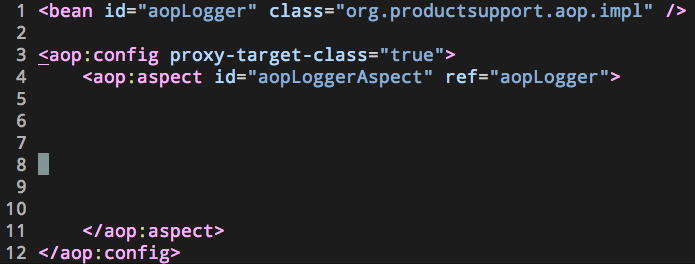 1 <bean id="aopLogger" class="org.productsupport.aop.impl" />
2
3 <aop:config proxy-target-class="true">
4     <aop:aspect id="aopLoggerAspect" ref="aopLogger">
5
6
7
8
9
10
11     </aop:aspect>
12 </aop:config>